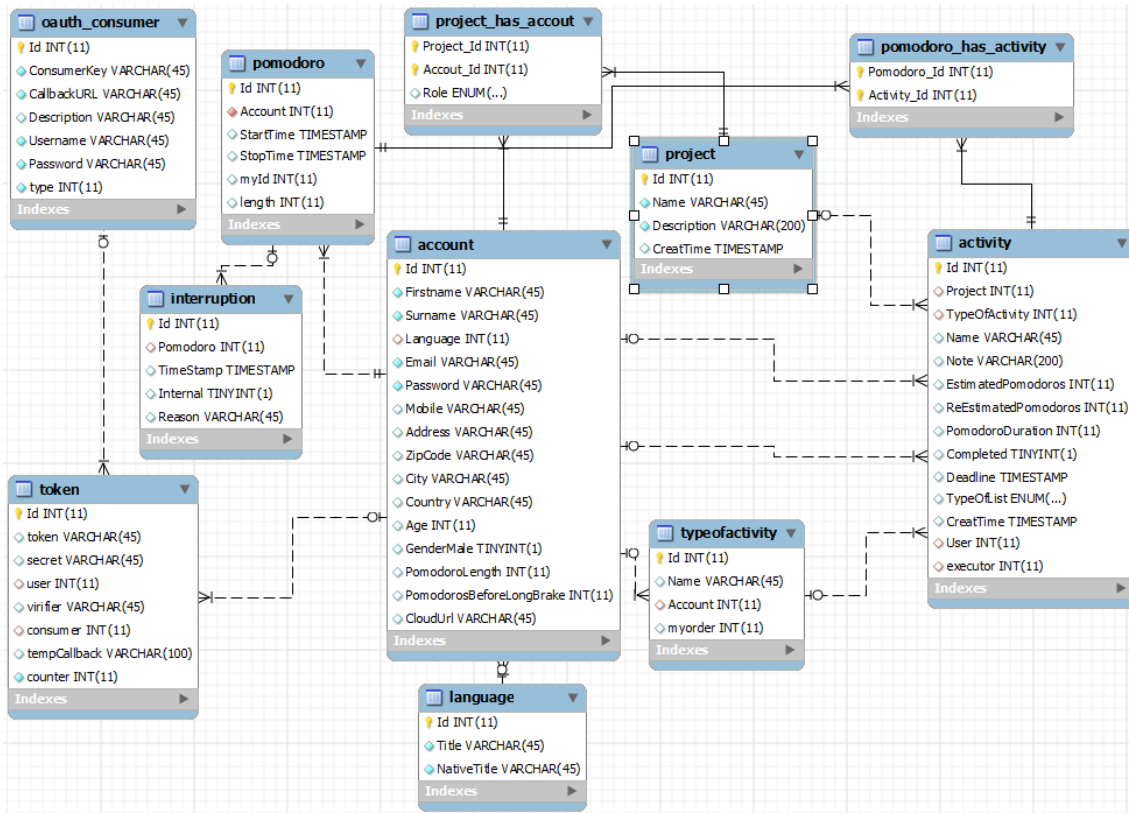 oauth_consumer
Id INT(11)
ConsumerKey VARCHAR(45)
CallbackURL VARCHAR(45)
Description VARCHAR(45)
Username VARCHAR(45)
Password VARCHAR(45)
type INT(11)
Indexes
pomodoro
Id INT(11)
Account INT(11)
StartTime TIMESTAMP
StopTime TIMESTAMP
myId INT(11)
length INT(11)
Indexes
project_has_accout
Project_Id INT(11)
Accout_Id INT(11)
Role ENUM(...)
Indexes
pomodoro_has_activity
Pomodoro_Id INT(11)
Activity_Id INT(11)
Indexes
project
Id INT(11)
Name VARCHAR(45)
Description VARCHAR(200)
CreatTime TIMESTAMP
Indexes
interruption
Id INT(11)
Pomodoro INT(11)
TimeStamp TIMESTAMP
Internal TINYINT(1)
Reason VARCHAR(45)
Indexes
account
Id INT(11)
Firstname VARCHAR(45)
Surname VARCHAR(45)
Language INT(11)
Email VARCHAR(45)
Password VARCHAR(45)
Mobile VARCHAR(45)
Address VARCHAR(45)
ZipCode VARCHAR(45)
City VARCHAR(45)
Country VARCHAR(45)
Age INT(11)
GenderMale TINYINT(1)
PomodoroLength INT(11)
PomodorosBeforeLongBrake INT(11)
CloudUrl VARCHAR(45)
Indexes
activity
Id INT(11)
Project INT(11)
TypeOfActivity INT(11)
Name VARCHAR(45)
Note VARCHAR(200)
EstimatedPomodoros INT(11)
ReEstimatedPomodoros INT(11)
PomodoroDuration INT(11)
Completed TINYINT(1)
Deadline TIMESTAMP
TypeOfList ENUM(...)
CreatTime TIMESTAMP
User INT(11)
executor INT(11)
Indexes
token
Id INT(11)
token VARCHAR(45)
secret VARCHAR(45)
user INT(11)
virifier VARCHAR(45)
consumer INT(11)
tempCallback VARCHAR(100)
counter INT(11)
Indexes
typeofactivity
Id INT(11)
Name VARCHAR(45)
Account INT(11)
myorder INT(11)
Indexes
language
Id INT(11)
Title VARCHAR(45)
NativeTitle VARCHAR(45)
Indexes